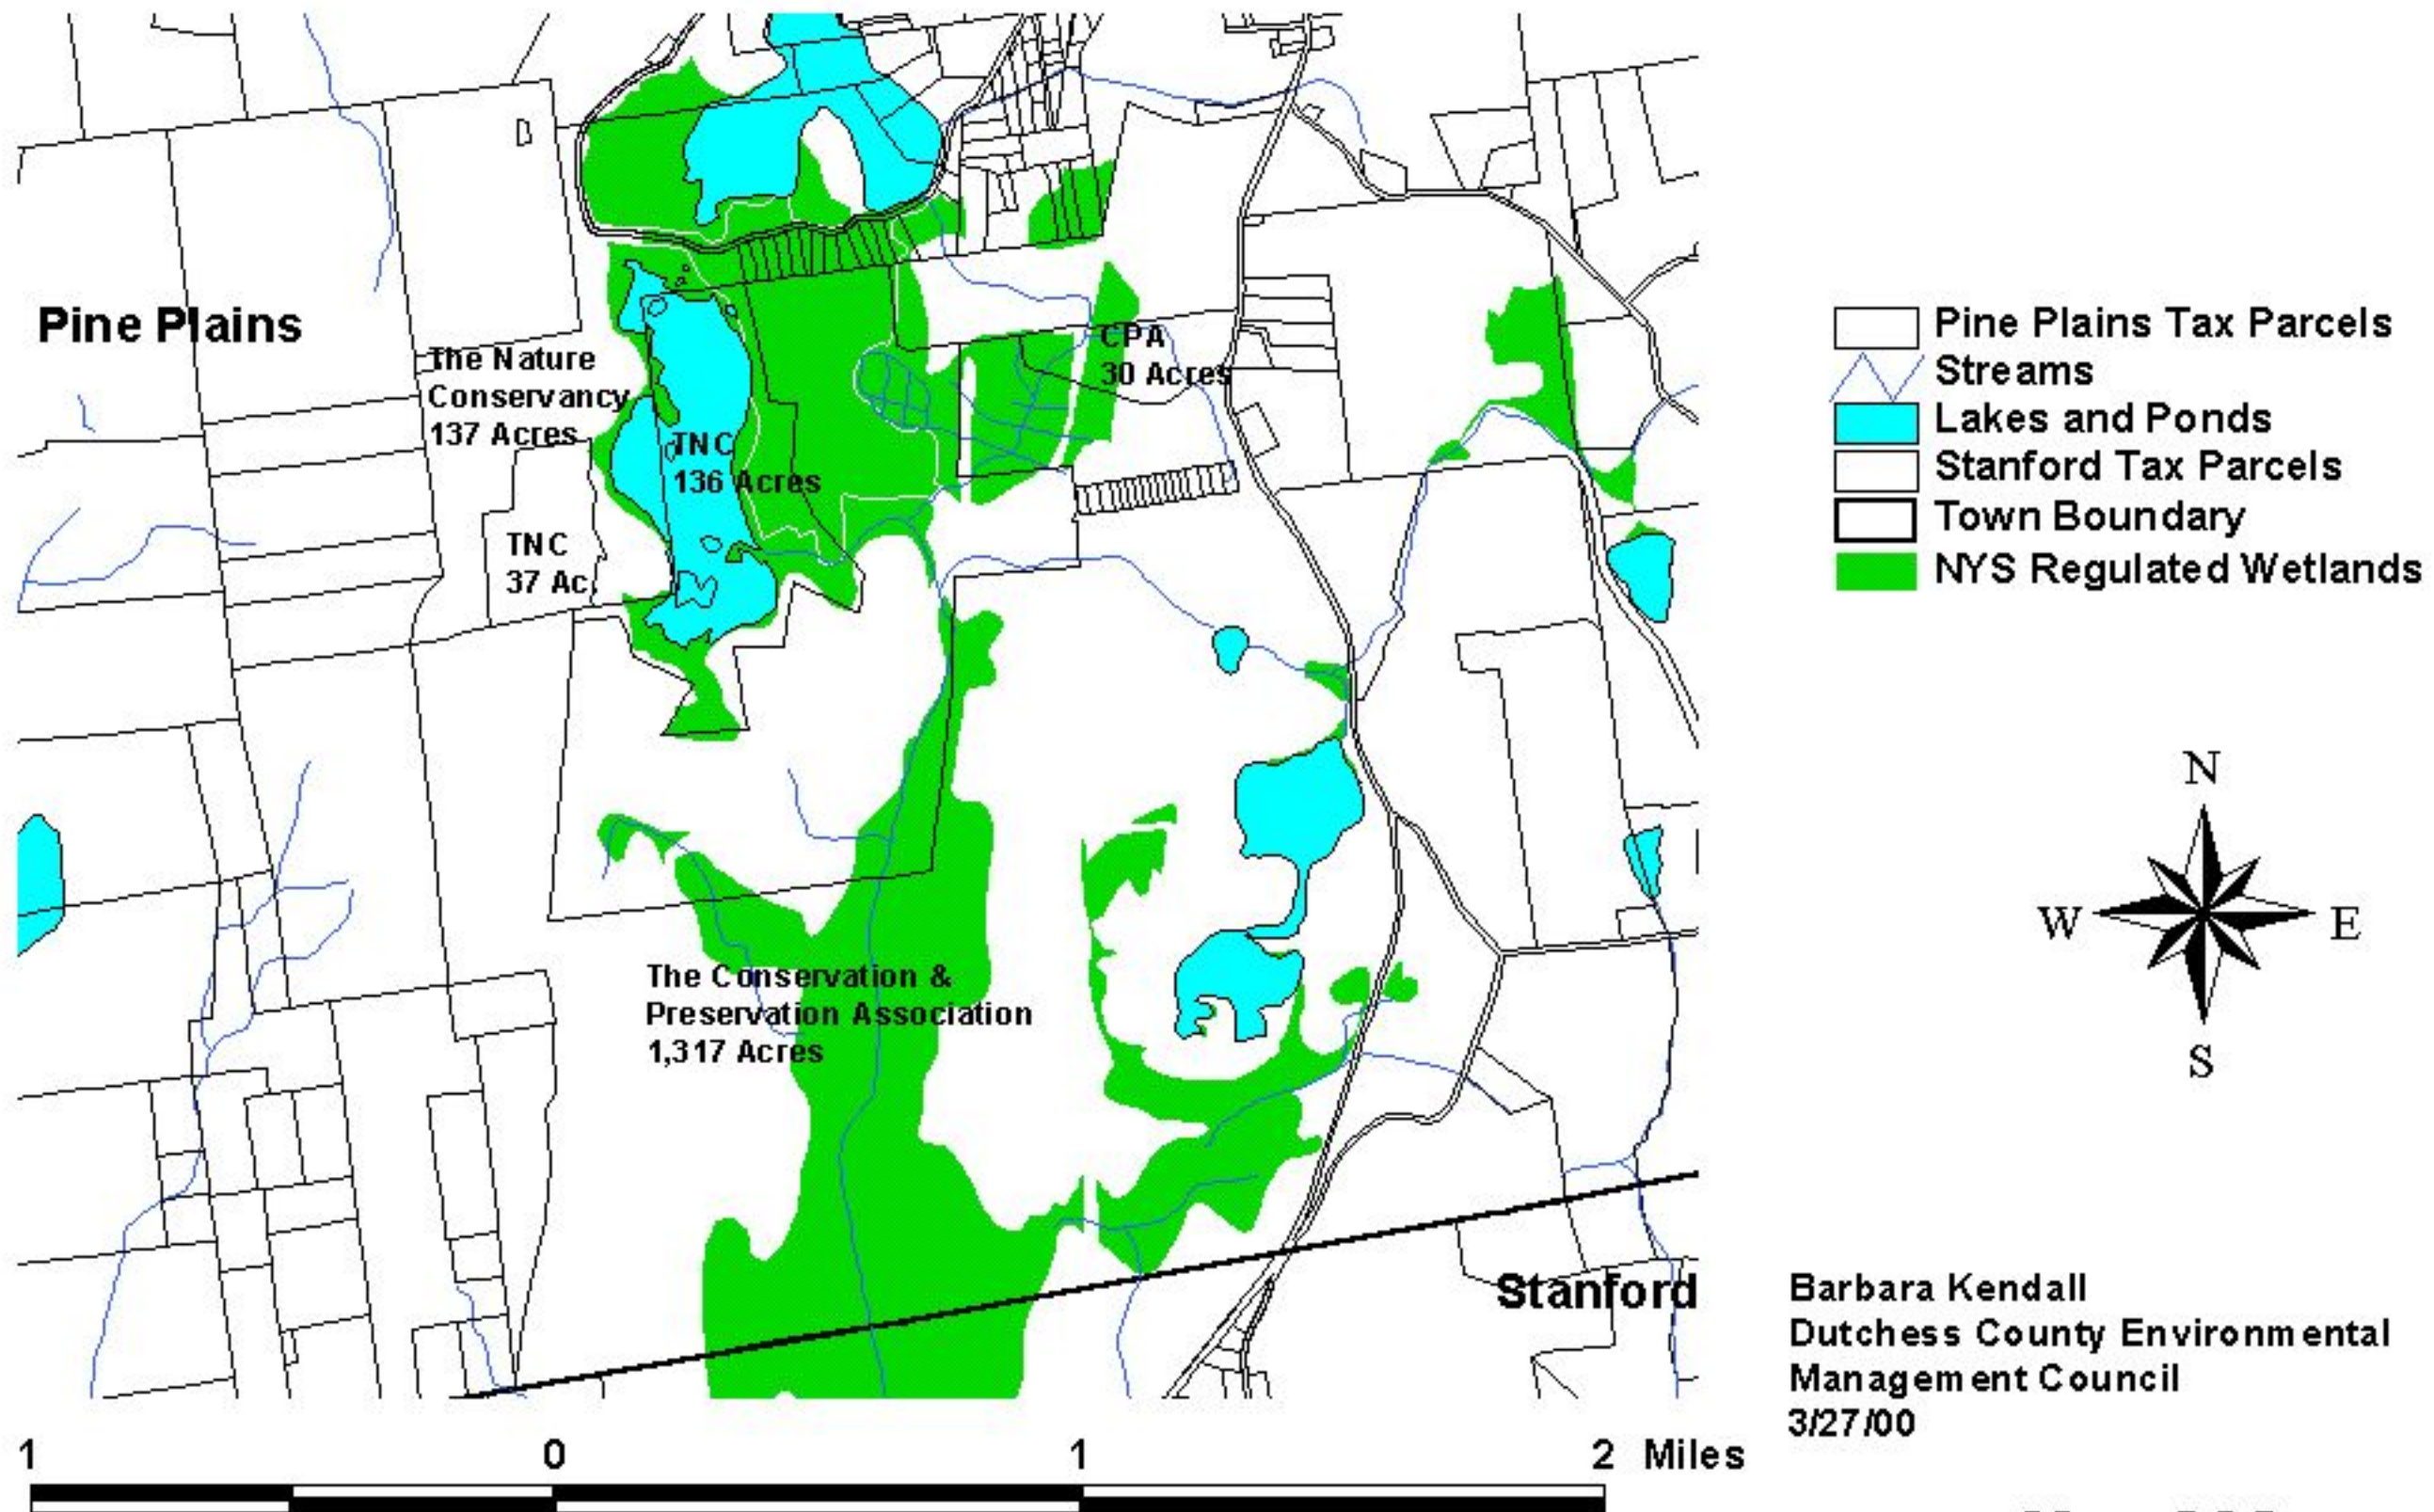 Pine Plains
The Nature
Conservancy
137 Acres
TNC
136 Acres
TNC
37 Ac.
CPA
30 Acres
The Conservation &
Preservation Association
1,317 Acres
Stanford
Pine Plains Tax Parcels
Streams
Lakes and Ponds
Stanford Tax Parcels
Town Boundary
NYS Regulated Wetlands
N
W E
S
Barbara Kendall
Dutchess County Environmental
Management Council
3/27/00
1 0 1 2 Miles